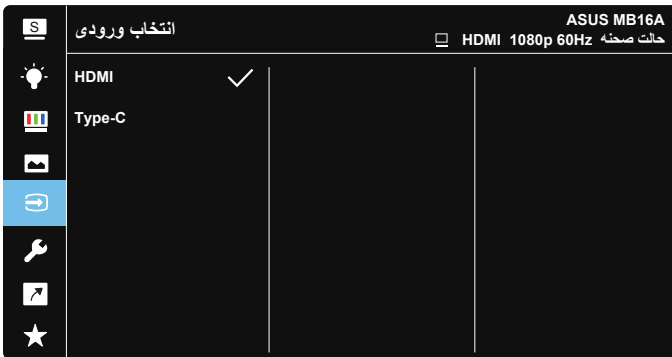 S
انتخاب ورودی
ASUS MB16A
حالت صحنه HDMI 1080p 60Hz
HDMI
Type-C